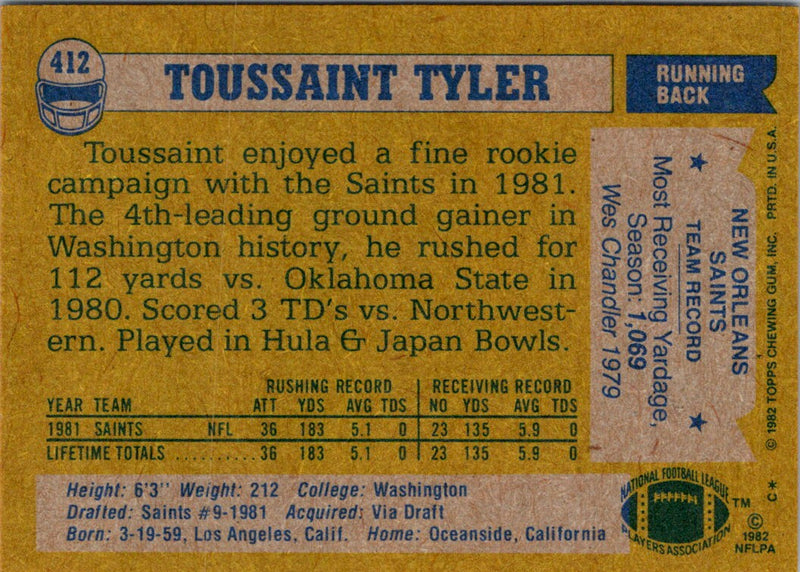 412
TOUSSAINT TYLER
RUNNING
BACK
Toussaint enjoyed a fine rookie
campaign with the Saints in 1981.
The 4th-leading ground gainer in
Washington history, he rushed for
112 yards vs. Oklahoma State in
1980. Scored 3 TD's vs. Northwest-
ern. Played in Hula & Japan Bowls.
NEW ORLEANS
SAINTS
★ TEAM RECORD ★
Most Receiving Yardage,
Season: 1,069
Wes Chandler 1979
© 1982 TOPPS CHEWING GUM, INC. PRTD. IN U.S.A.
C*
RUSHING RECORD RECEIVING RECORD
YEAR TEAM ATT YDS AVG TDS NO YDS AVG TDS
1981 SAINTS NFL 36 183 5.1 0 23 135 5.9 0
LIFETIME TOTALS .......... 36 183 5.1 0 23 135 5.9 0
Height: 6'3" Weight: 212 College: Washington
Drafted: Saints #9-1981 Acquired: Via Draft
Born: 3-19-59, Los Angeles, Calif. Home: Oceanside, California
NATIONAL FOOTBALL LEAGUE
PLAYERS ASSOCIATION
TM
©
1982
NFLPA